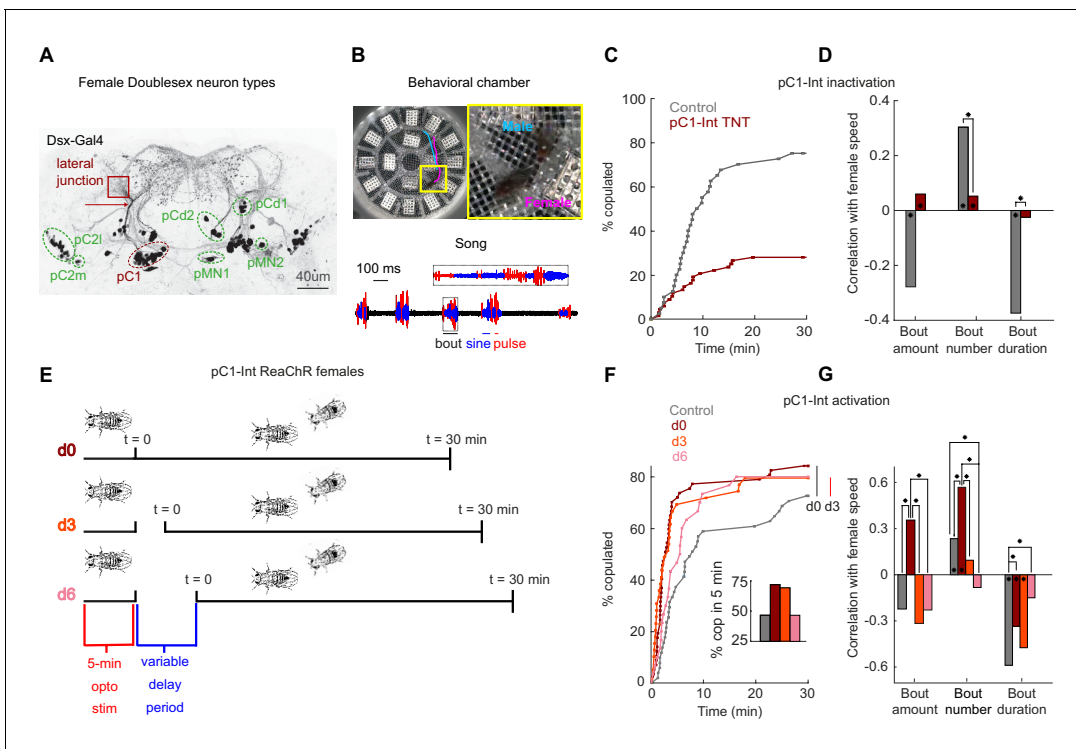 A
Female Doublesex neuron types
Dsx-Gal4
lateral
junction
pCd1
pCd2
pC2l
pC2m
pC1
pMN1
pMN2
40um
B
Behavioral chamber
Male
Female
Song
100 ms
bout sine pulse
pC1-Int inactivation
C
Control
pC1-Int TNT
% copulated
100
80
60
40
20
0
0 10 20 30
Time (min)
D
Correlation with female speed
0.4
0.2
0
-0.4
Bout
amount
Bout
number
Bout
duration
E
pC1-Int ReaChR females
d0
t = 0
t = 30 min
d3
t = 0
t = 30 min
d6
t = 0
t = 30 min
5-min
opto
stim
variable
delay
period
pC1-Int activation
F
Control
d0
d3
d6
% copulated
80
60
40
20
0
0 10 20 30
Time (min)
d0
d3
% cop in 5 min
75
50
25
G
Correlation with female speed
0.6
0.3
0
-0.3
-0.6
Bout
amount
Bout
number
Bout
duration